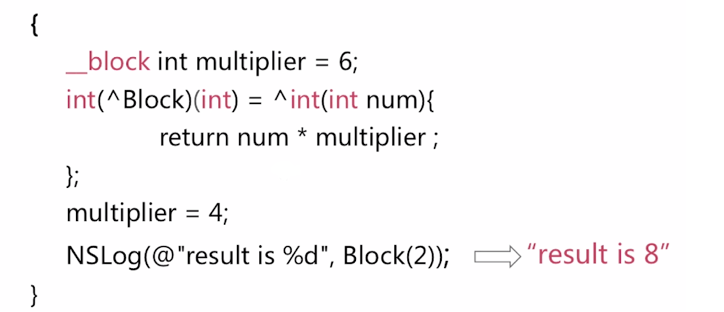 {
__block int multiplier = 6;
int(^Block)(int) = ^int(int num){
return num * multiplier ;
};
multiplier = 4;
NSLog(@"result is %d", Block(2)); “result is 8”
}